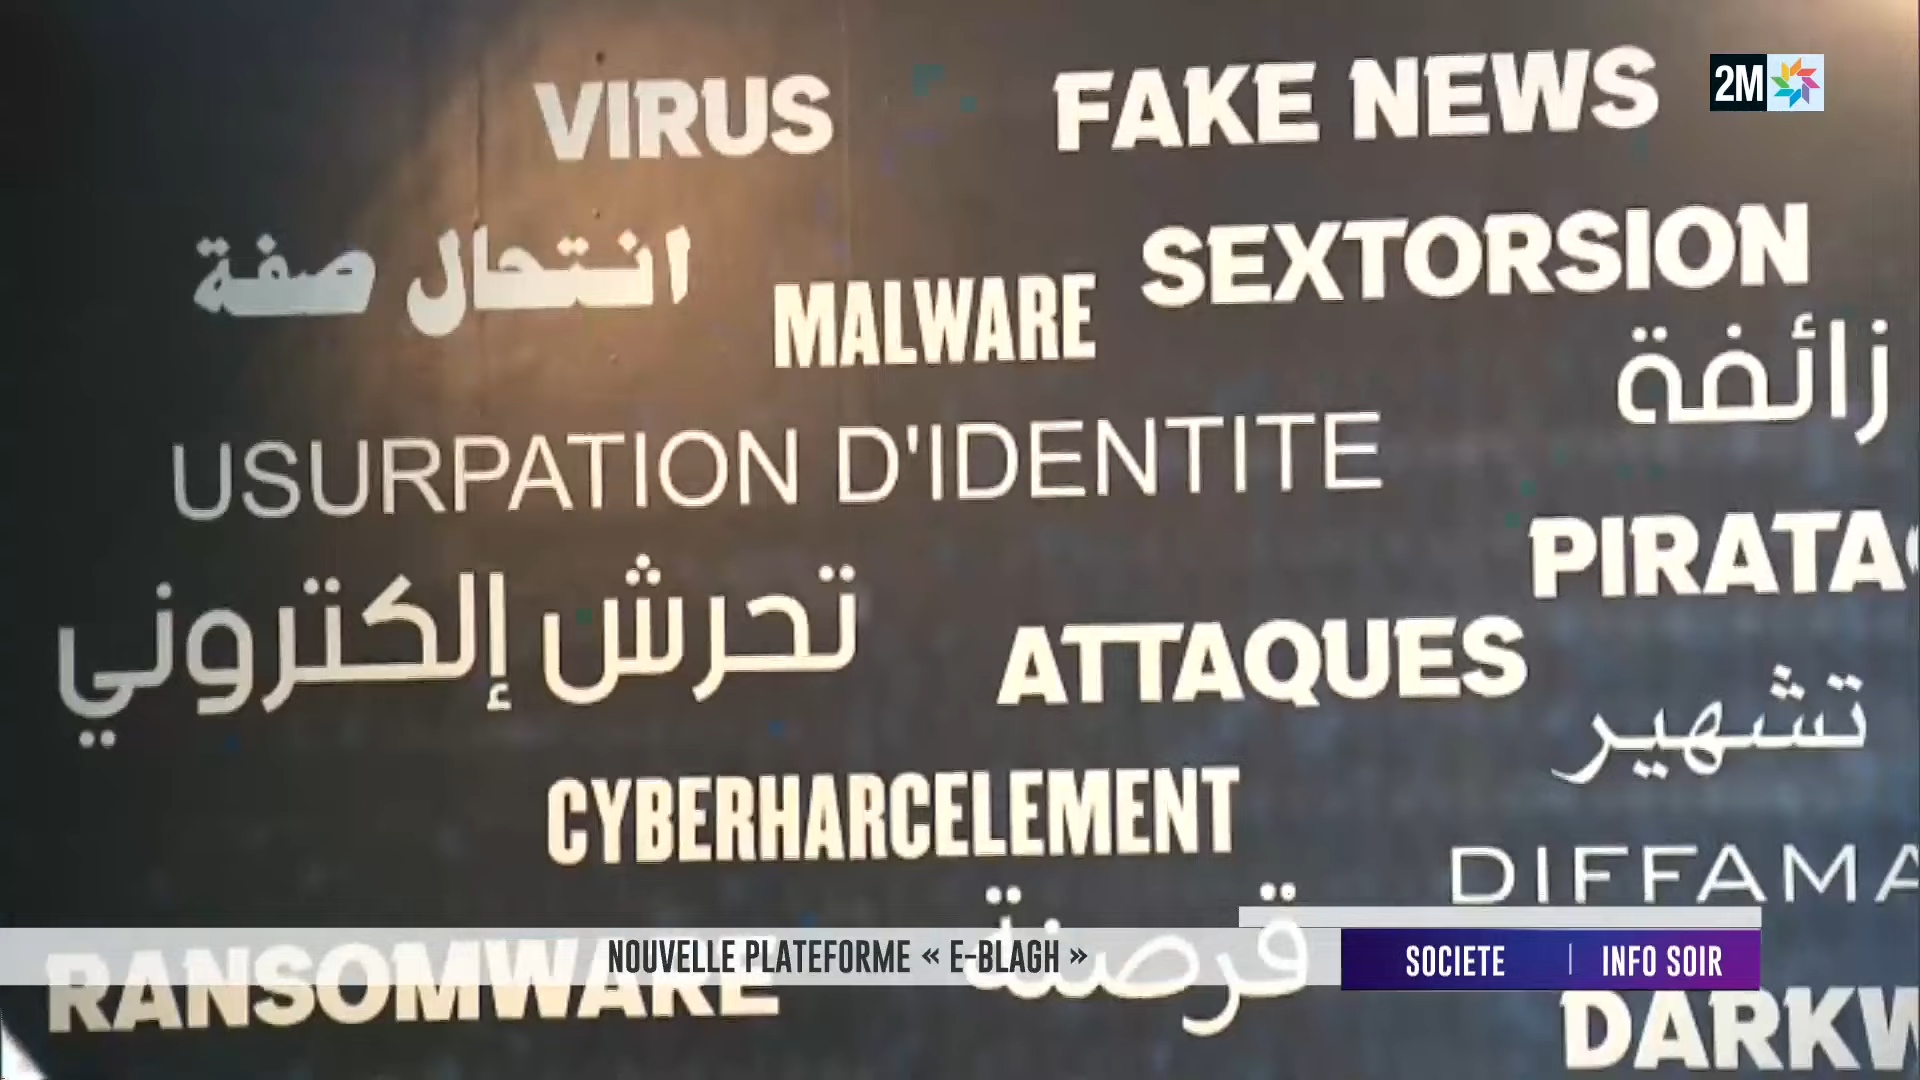 VIRUS
FAKE NEWS
2M
انتحال صفة
SEXTORSION
MALWARE
زائفة
USURPATION D'IDENTITE
PIRATA
تحرش إلكتروني
ATTAQUES
تشهير
CYBERHARCELEMENT
DIFFAMA
قرصنة
NOUVELLE PLATEFORME « E-BLAGH »
SOCIETE | INFO SOIR
RANSOMWARE
DARKW